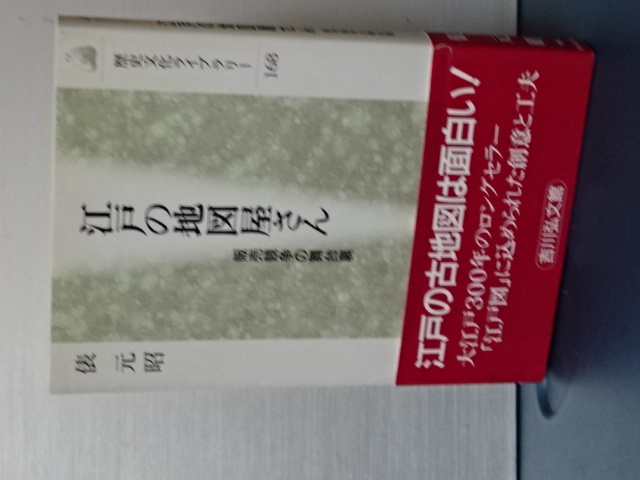 歴史文化ライブラリー
168
江戸の地図屋さん
販売競争の舞台裏
俵 元昭
江戸の古地図は面白い!
大江戸300年のロングセラー
「江戸図」に込められた創意と工夫
吉川弘文館